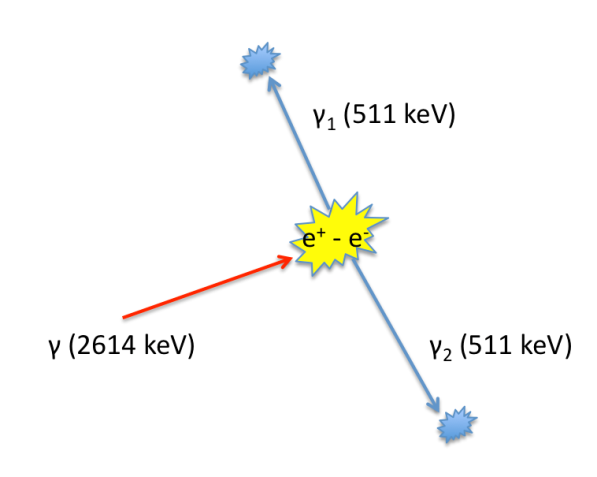 γ₁ (511 keV)
e⁺ - e⁻
γ (2614 keV)
γ₂ (511 keV)